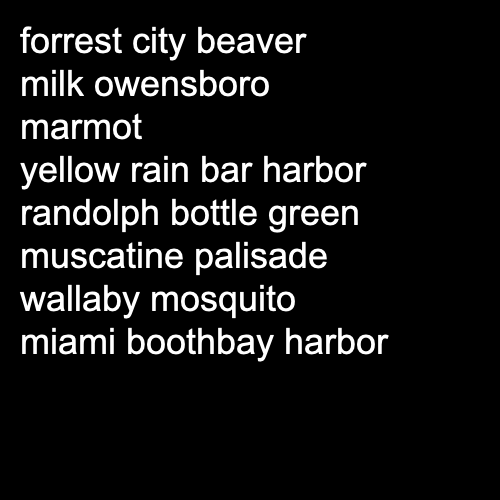 forrest city beaver
milk owensboro
marmot
yellow rain bar harbor
randolph bottle green
muscatine palisade
wallaby mosquito
miami boothbay harbor